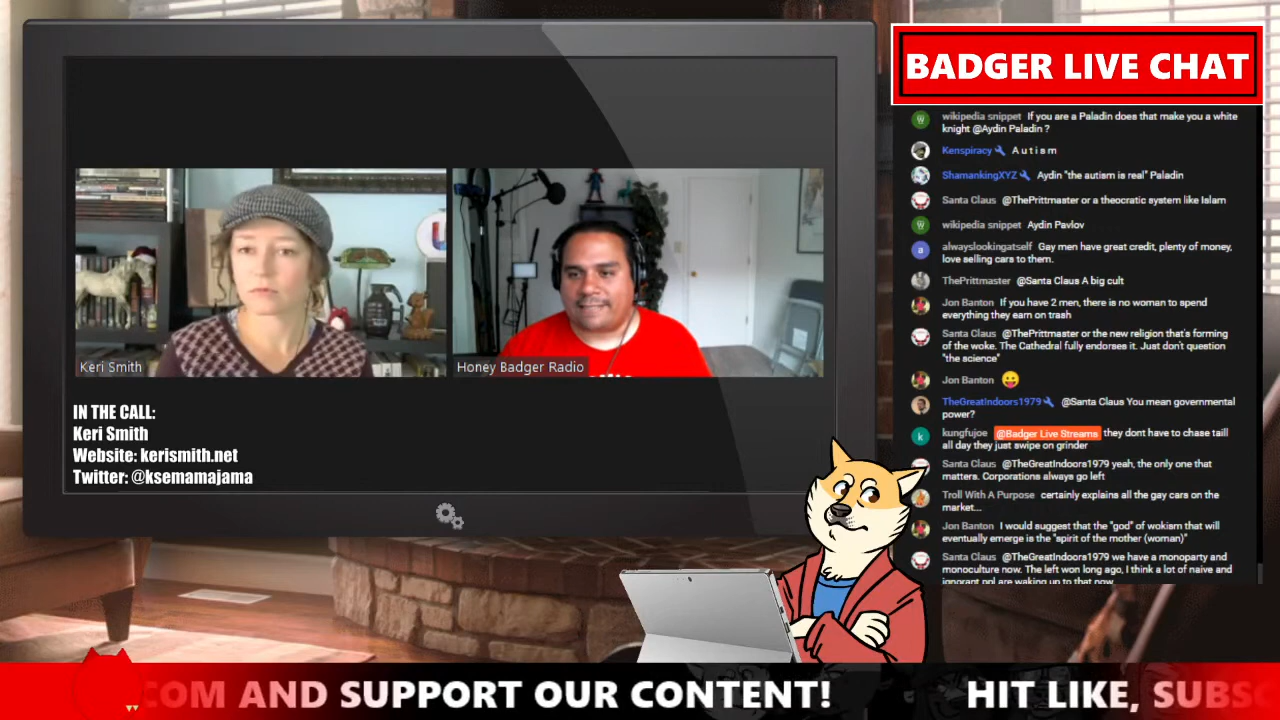 BADGER LIVE CHAT
wikipedia snippet If you are a Paladin does that make you a white
knight @Aydin Paladin ?
Kenspiracy A u t i s m
ShamankingXYZ Aydin "the autism is real" Paladin
Santa Claus @ThePrittmaster or a theocratic system like Islam
wikipedia snippet Aydin Pavlov
alwayslookingatself Gay men have great credit, plenty of money,
love selling cars to them.
ThePrittmaster @Santa Claus A big cult
Jon Banton If you have 2 men, there is no woman to spend
everything they earn on trash
Santa Claus @ThePrittmaster or the new religion that's forming
of the woke. The Cathedral fully endorses it. Just don't question
"the science"
Jon Banton 😛
TheGreatIndoors1979 @Santa Claus You mean governmental
power?
kungfujoe @Badger Live Streams they dont have to chase taill
all day they just swipe on grinder
Santa Claus @TheGreatIndoors1979 yeah, the only one that
matters. Corporations always go left
Troll With A Purpose certainly explains all the gay cars on the
market...
Jon Banton I would suggest that the "god" of wokism that will
eventually emerge is the "spirit of the mother (woman)"
Santa Claus @TheGreatIndoors1979 we have a monoparty and
monoculture now. The left won long ago, I think a lot of naive and
ignorant ppl are waking up to that now
Keri Smith
Honey Badger Radio
IN THE CALL:
Keri Smith
Website: kerismith.net
Twitter: @ksemamajama
.COM AND SUPPORT OUR CONTENT! HIT LIKE, SUBSC